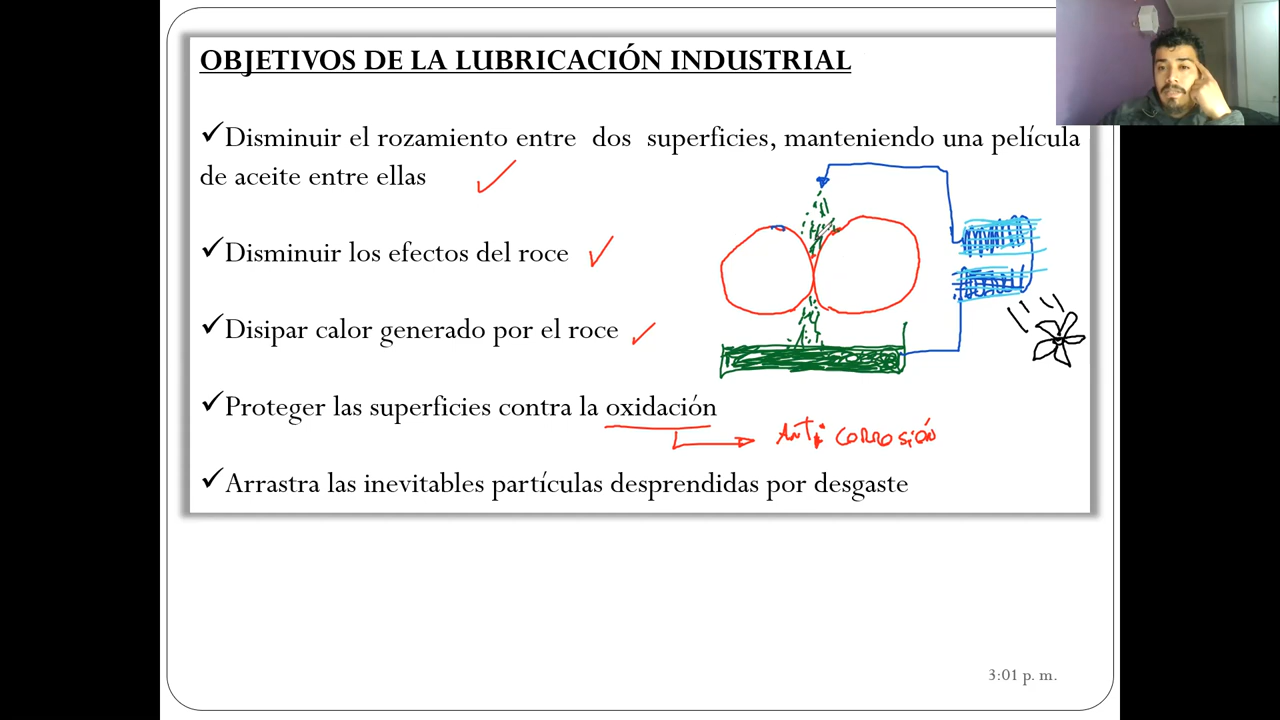 OBJETIVOS DE LA LUBRICACIÓN INDUSTRIAL
✓Disminuir el rozamiento entre dos superficies, manteniendo una película
de aceite entre ellas
✓Disminuir los efectos del roce
✓Disipar calor generado por el roce
✓Proteger las superficies contra la oxidación
Anti corrosión
✓Arrastra las inevitables partículas desprendidas por desgaste
3:01 p. m.